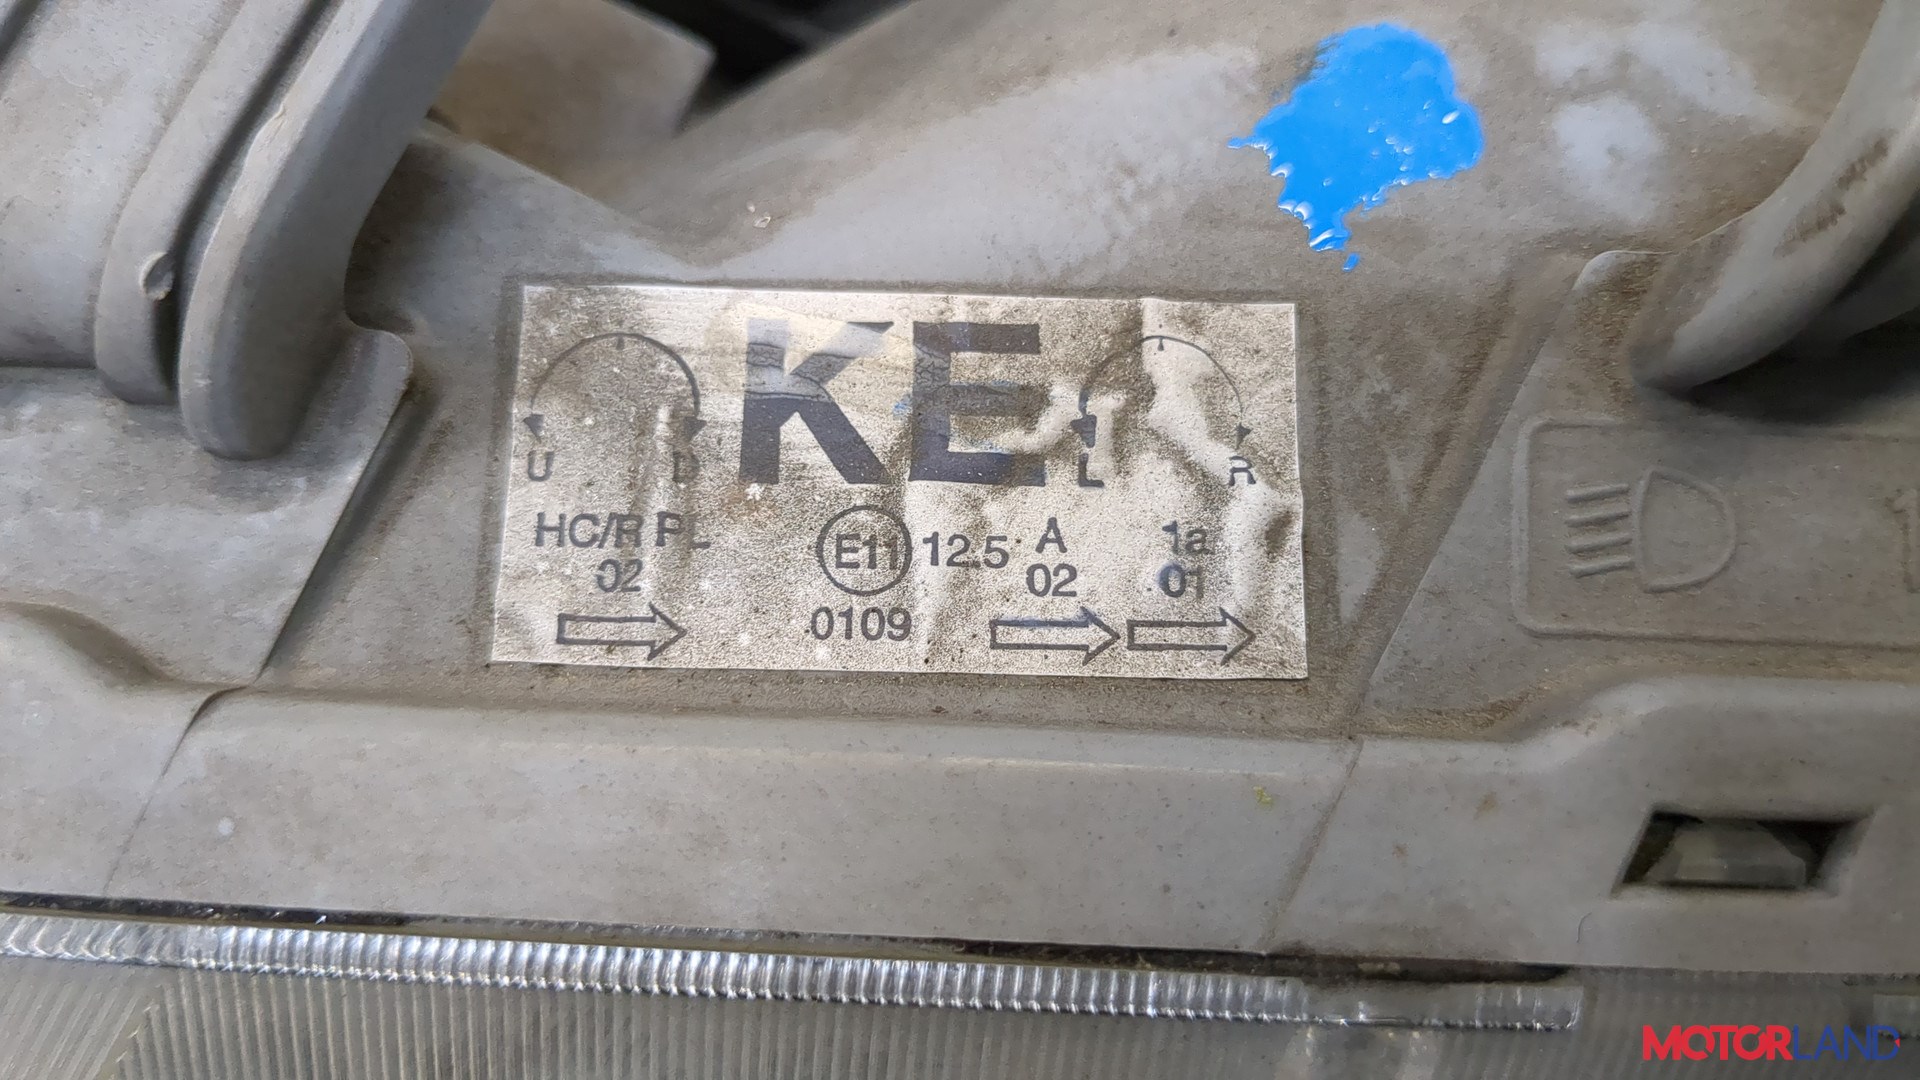 KE
U D L R
HC/R PL E11 12.5 A 1a
02 02 01
0109
MOTORLAND